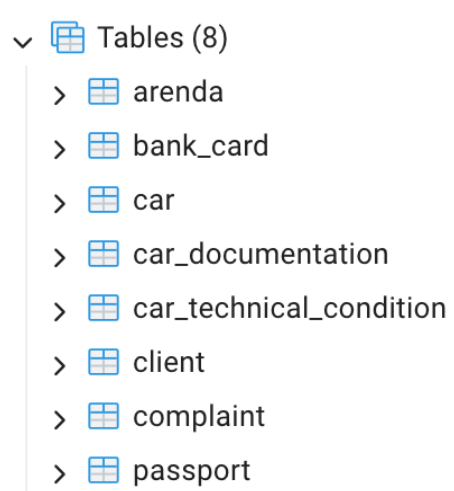 Tables (8)
arenda
bank_card
car
car_documentation
car_technical_condition
client
complaint
passport